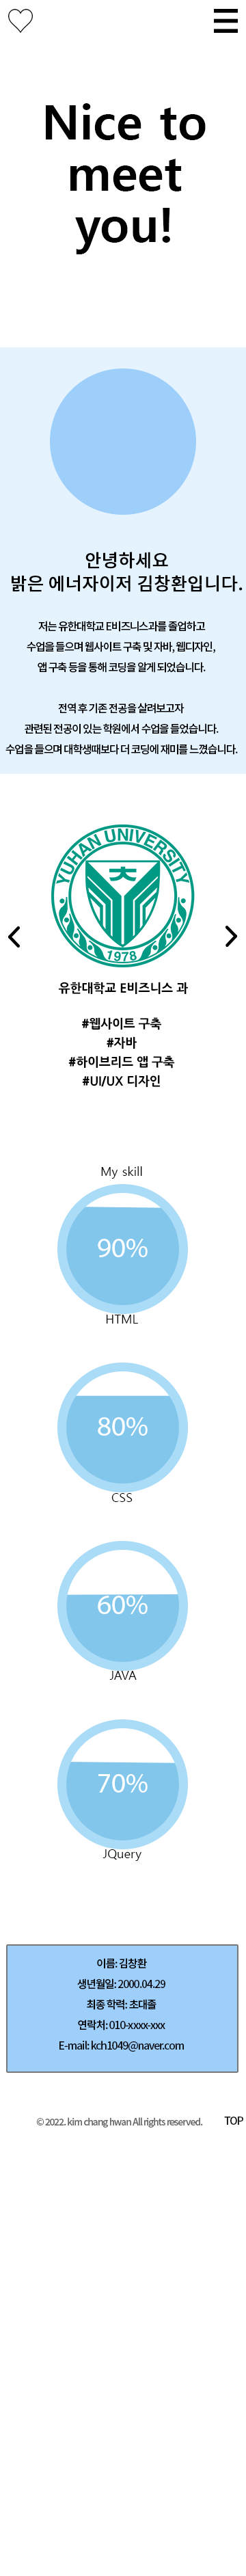 Nice to
meet
you!
안녕하세요
밝은 에너자이저 김창환입니다.
저는 유한대학교 E비즈니스과를 졸업하고
수업을 들으며 웹사이트 구축 및 자바, 웹디자인,
앱 구축 등을 통해 코딩을 알게 되었습니다.
전역 후 기존 전공을 살려보고자
관련된 전공이 있는 학원에서 수업을 들었습니다.
수업을 들으며 대학생때보다 더 코딩에 재미를 느꼈습니다.
YUHAN UNIVERSITY
1978
유한대학교 E비즈니스 과
#웹사이트 구축
#자바
#하이브리드 앱 구축
#UI/UX 디자인
My skill
90%
HTML
80%
CSS
60%
JAVA
70%
JQuery
이름: 김창환
생년월일: 2000.04.29
최종 학력: 초대졸
연락처: 010-xxxx-xxx
E-mail: kch1049@naver.com
© 2022. kim chang hwan All rights reserved.
TOP